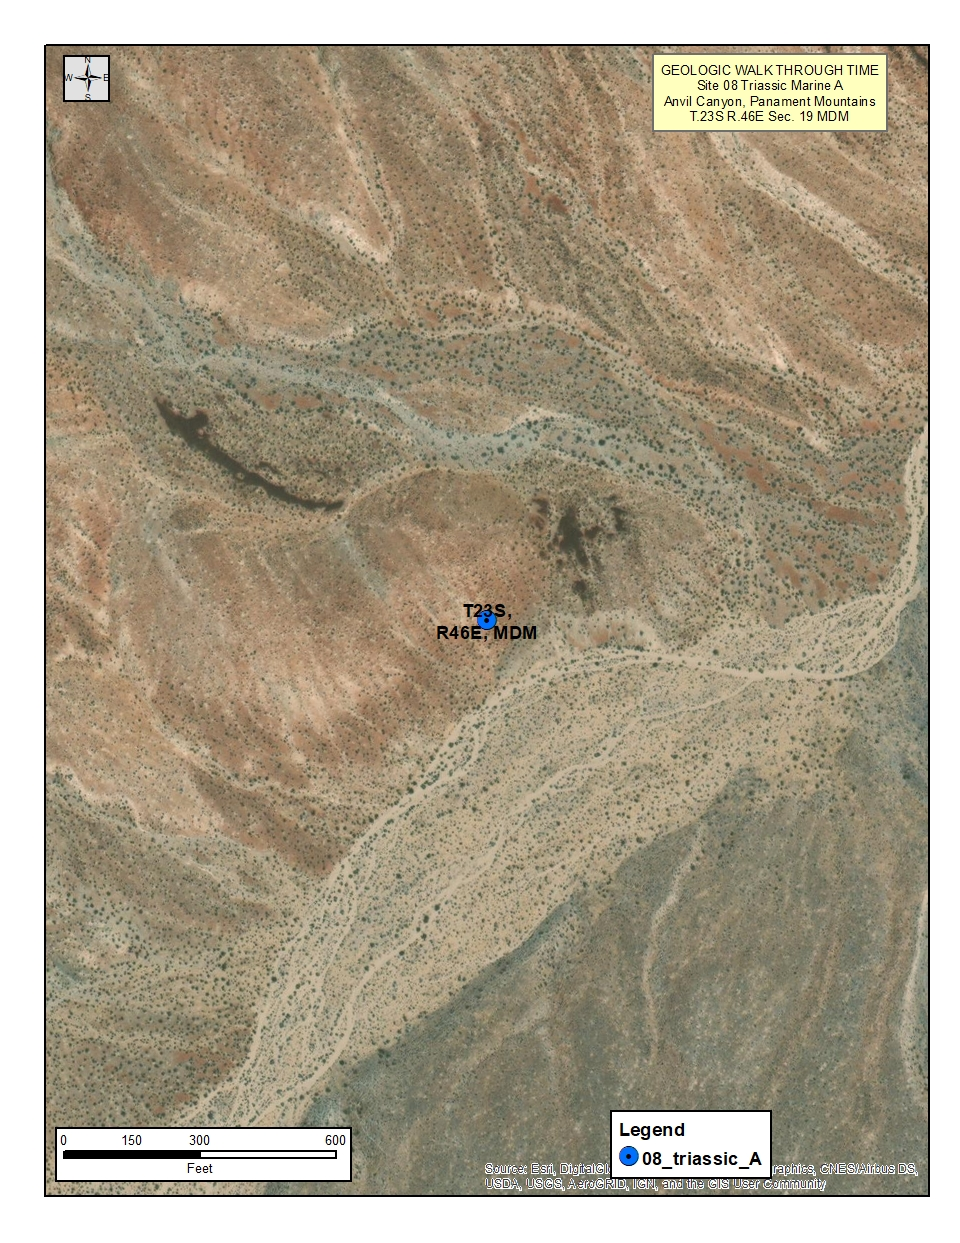 N
W E
S
GEOLOGIC WALK THROUGH TIME
Site 08 Triassic Marine A
Anvil Canyon, Panament Mountains
T.23S R.46E Sec. 19 MDM
T23S,
R46E, MDM
0 150 300 600
Feet
Legend
08_triassic_A
Source: Esri, DigitalGl raphics, CNES/Airbus DS,
USDA, USGS, AeroGRID, IGN, and the GIS User Community